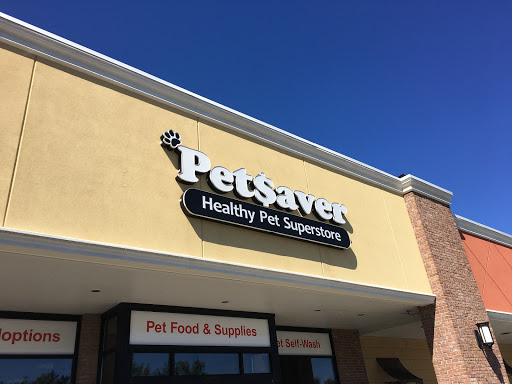 Pet$aver
Healthy Pet Superstore
doptions
Pet Food & Supplies
et Self-Wash